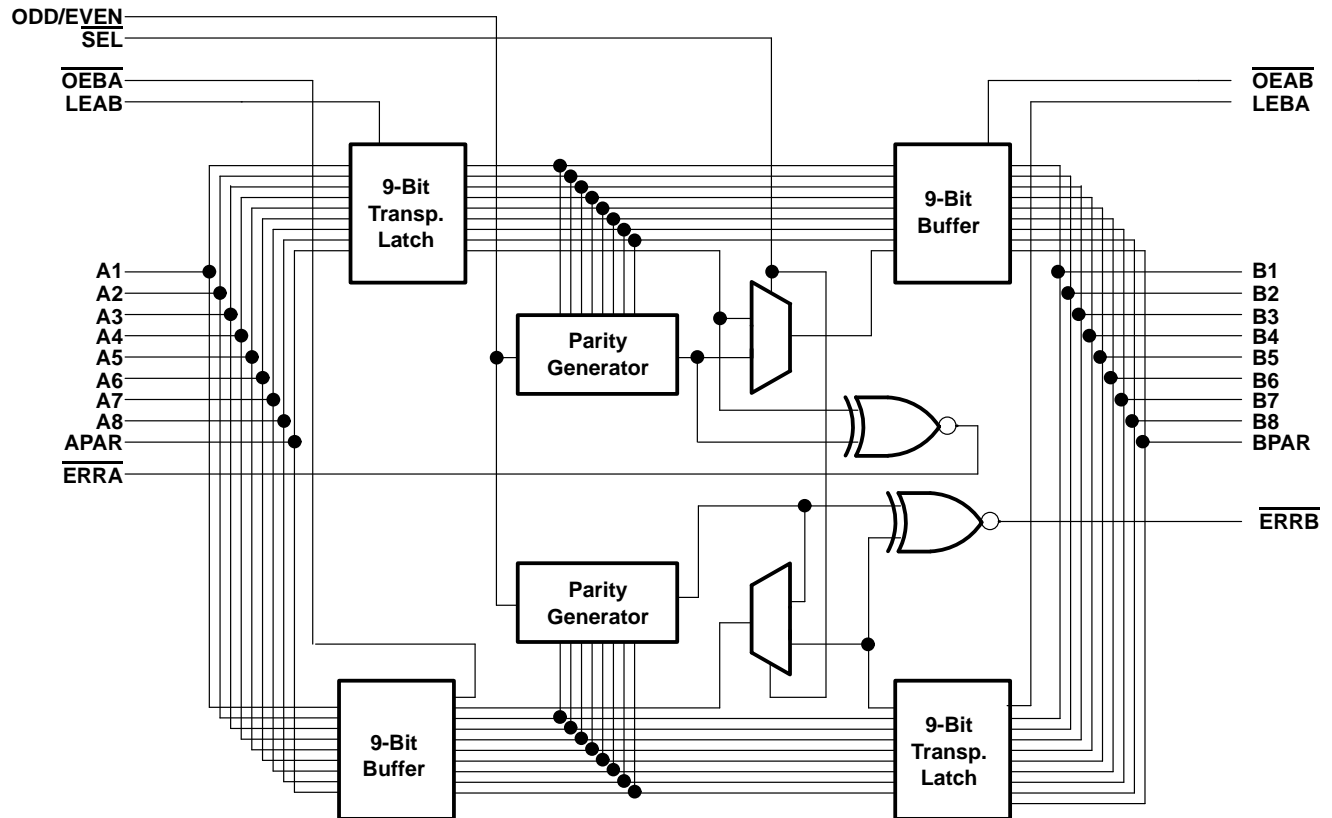 ODD/EVEN
SEL
OEBA
LEAB
OEAB
LEBA
9-Bit
Transp.
Latch
9-Bit
Buffer
A1
A2
A3
A4
A5
A6
A7
A8
APAR
ERRA
Parity
Generator
B1
B2
B3
B4
B5
B6
B7
B8
BPAR
ERRB
Parity
Generator
9-Bit
Buffer
9-Bit
Transp.
Latch